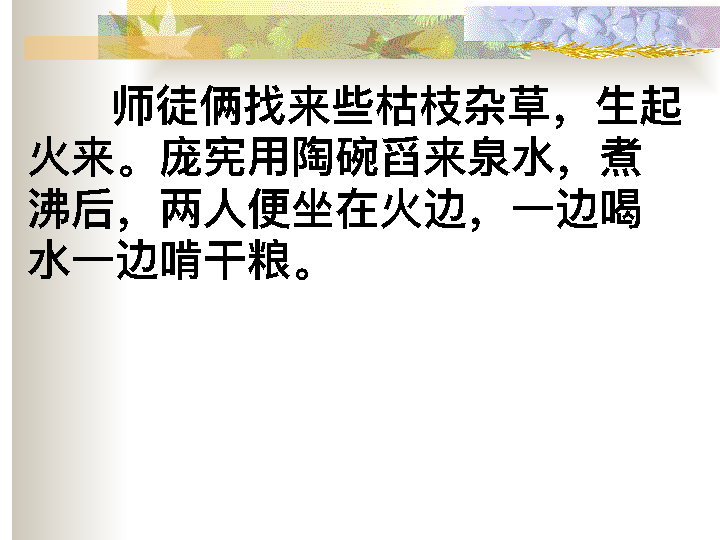 师徒俩找来些枯枝杂草，生起
火来。庞宪用陶碗舀来泉水，煮
沸后，两人便坐在火边，一边喝
水一边啃干粮。